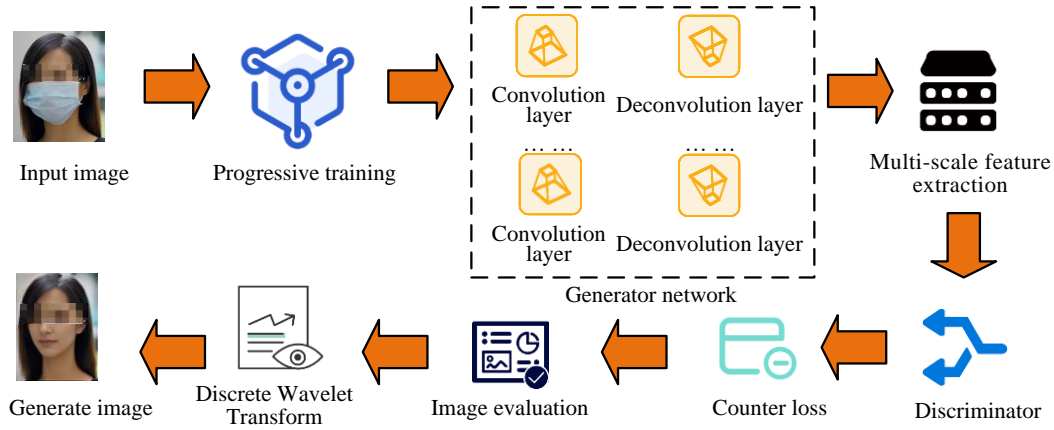 Input image
Progressive training
Convolution
layer
Deconvolution layer
... ...
... ...
Convolution
layer
Deconvolution layer
Generator network
Multi-scale feature
extraction
Generate image
Discrete Wavelet
Transform
Image evaluation
Counter loss
Discriminator